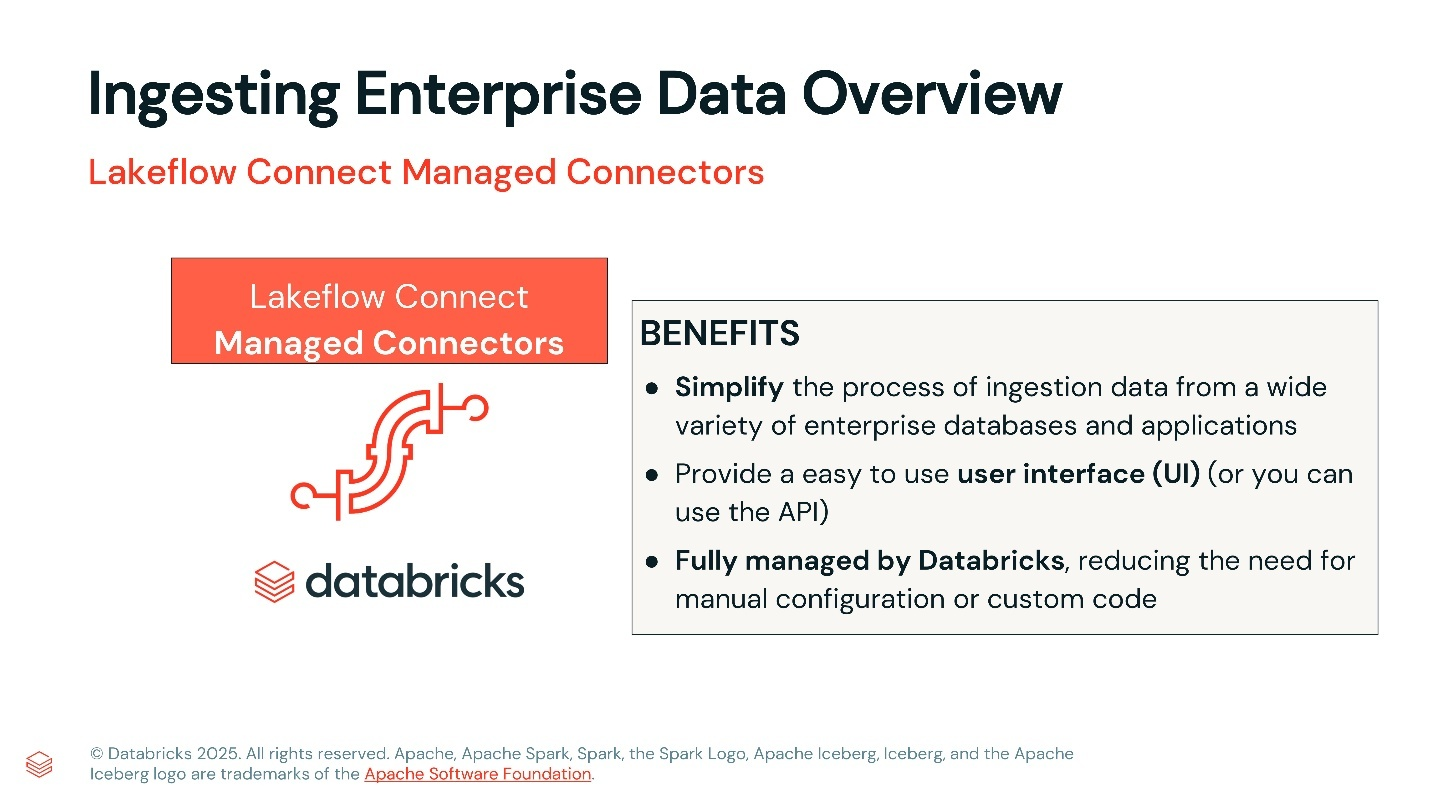 Ingesting Enterprise Data Overview
Lakeflow Connect Managed Connectors
Lakeflow Connect
Managed Connectors
databricks
BENEFITS
● Simplify the process of ingestion data from a wide
variety of enterprise databases and applications
● Provide a easy to use user interface (UI) (or you can
use the API)
● Fully managed by Databricks, reducing the need for
manual configuration or custom code
© Databricks 2025. All rights reserved. Apache, Apache Spark, Spark, the Spark Logo, Apache Iceberg, Iceberg, and the Apache
Iceberg logo are trademarks of the Apache Software Foundation.